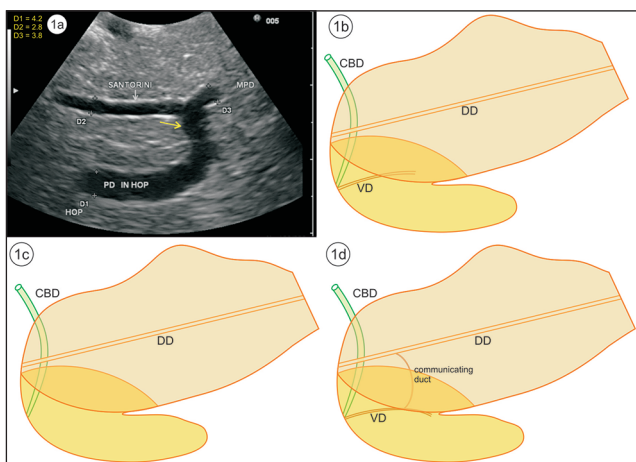 D1 = 4.2
D2 = 2.8
D3 = 3.8
1a
R
005
SANTORINI
MPD
D2
D3
PD IN HOP
D1
HOP
1b
CBD
DD
VD
1c
CBD
DD
1d
CBD
DD
communicating
duct
VD